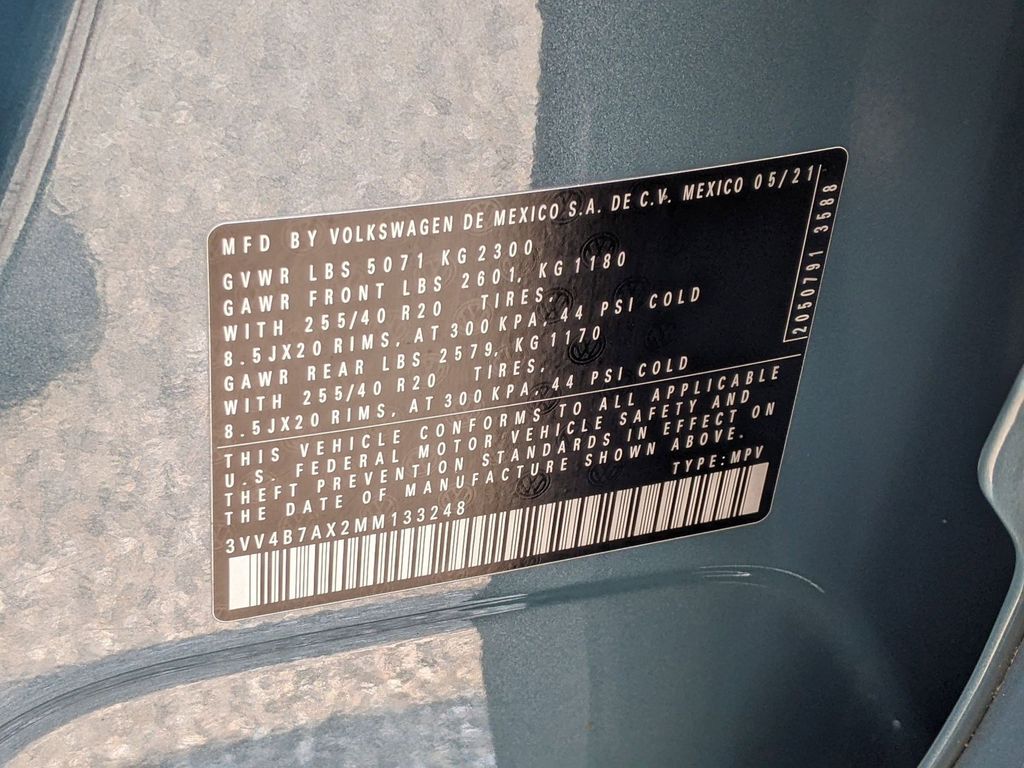 MFD BY VOLKSWAGEN DE MEXICO S.A. DE C.V. MEXICO 05/21
GVWR LBS 5071 KG 2300
GAWR FRONT LBS 2601, KG 1180
WITH 255/40 R20 TIRES,
8.5JX20 RIMS, AT 300 KPA, 44 PSI COLD
GAWR REAR LBS 2579, KG 1170
WITH 255/40 R20 TIRES,
8.5JX20 RIMS, AT 300 KPA, 44 PSI COLD
2050791 3588
THIS VEHICLE CONFORMS TO ALL APPLICABLE
U.S. FEDERAL MOTOR VEHICLE SAFETY AND
THEFT PREVENTION STANDARDS IN EFFECT ON
THE DATE OF MANUFACTURE SHOWN ABOVE.
3VV4B7AX2MM133248 TYPE:MPV